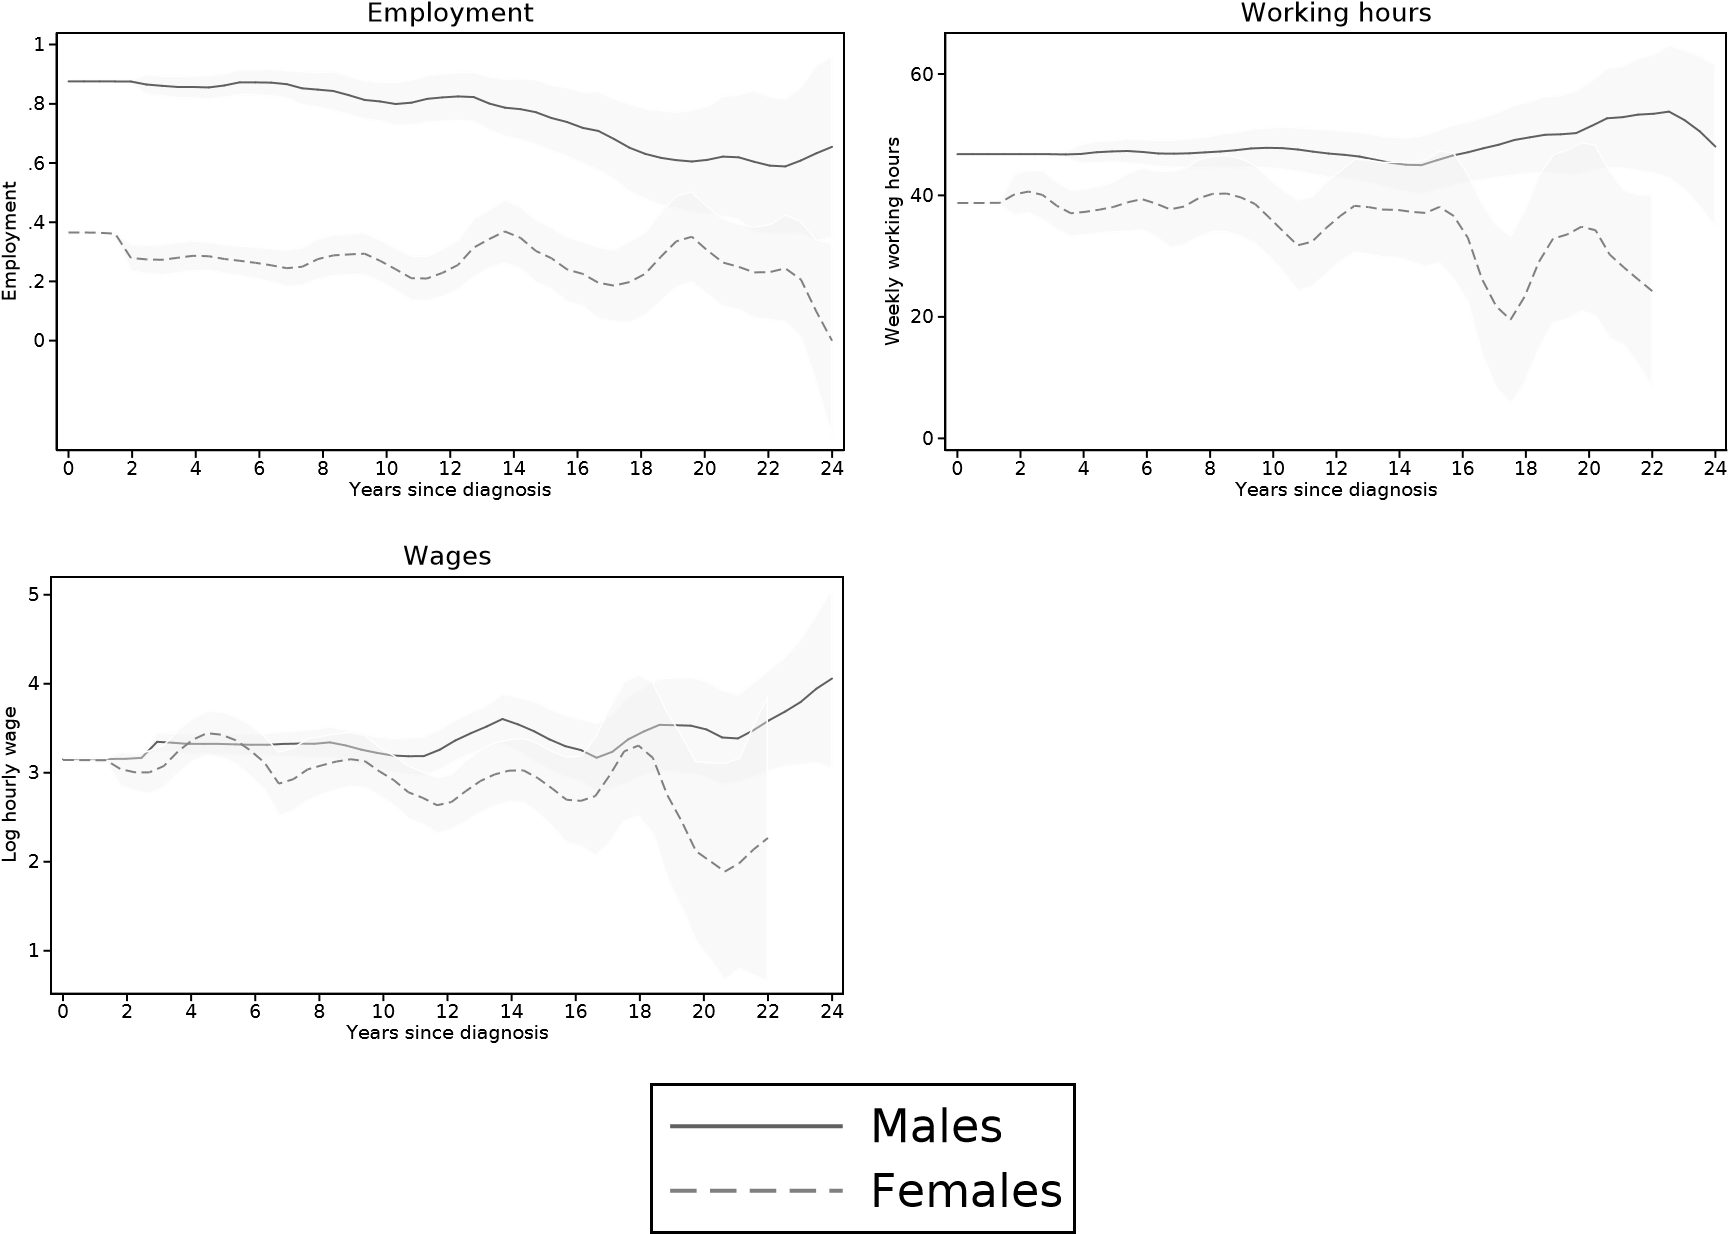 Employment
Employment
1
.8
.6
.4
.2
0
0 2 4 6 8 10 12 14 16 18 20 22 24
Years since diagnosis
Working hours
Weekly working hours
60
40
20
0
0 2 4 6 8 10 12 14 16 18 20 22 24
Years since diagnosis
Wages
Log hourly wage
5
4
3
2
1
0 2 4 6 8 10 12 14 16 18 20 22 24
Years since diagnosis
Males
Females